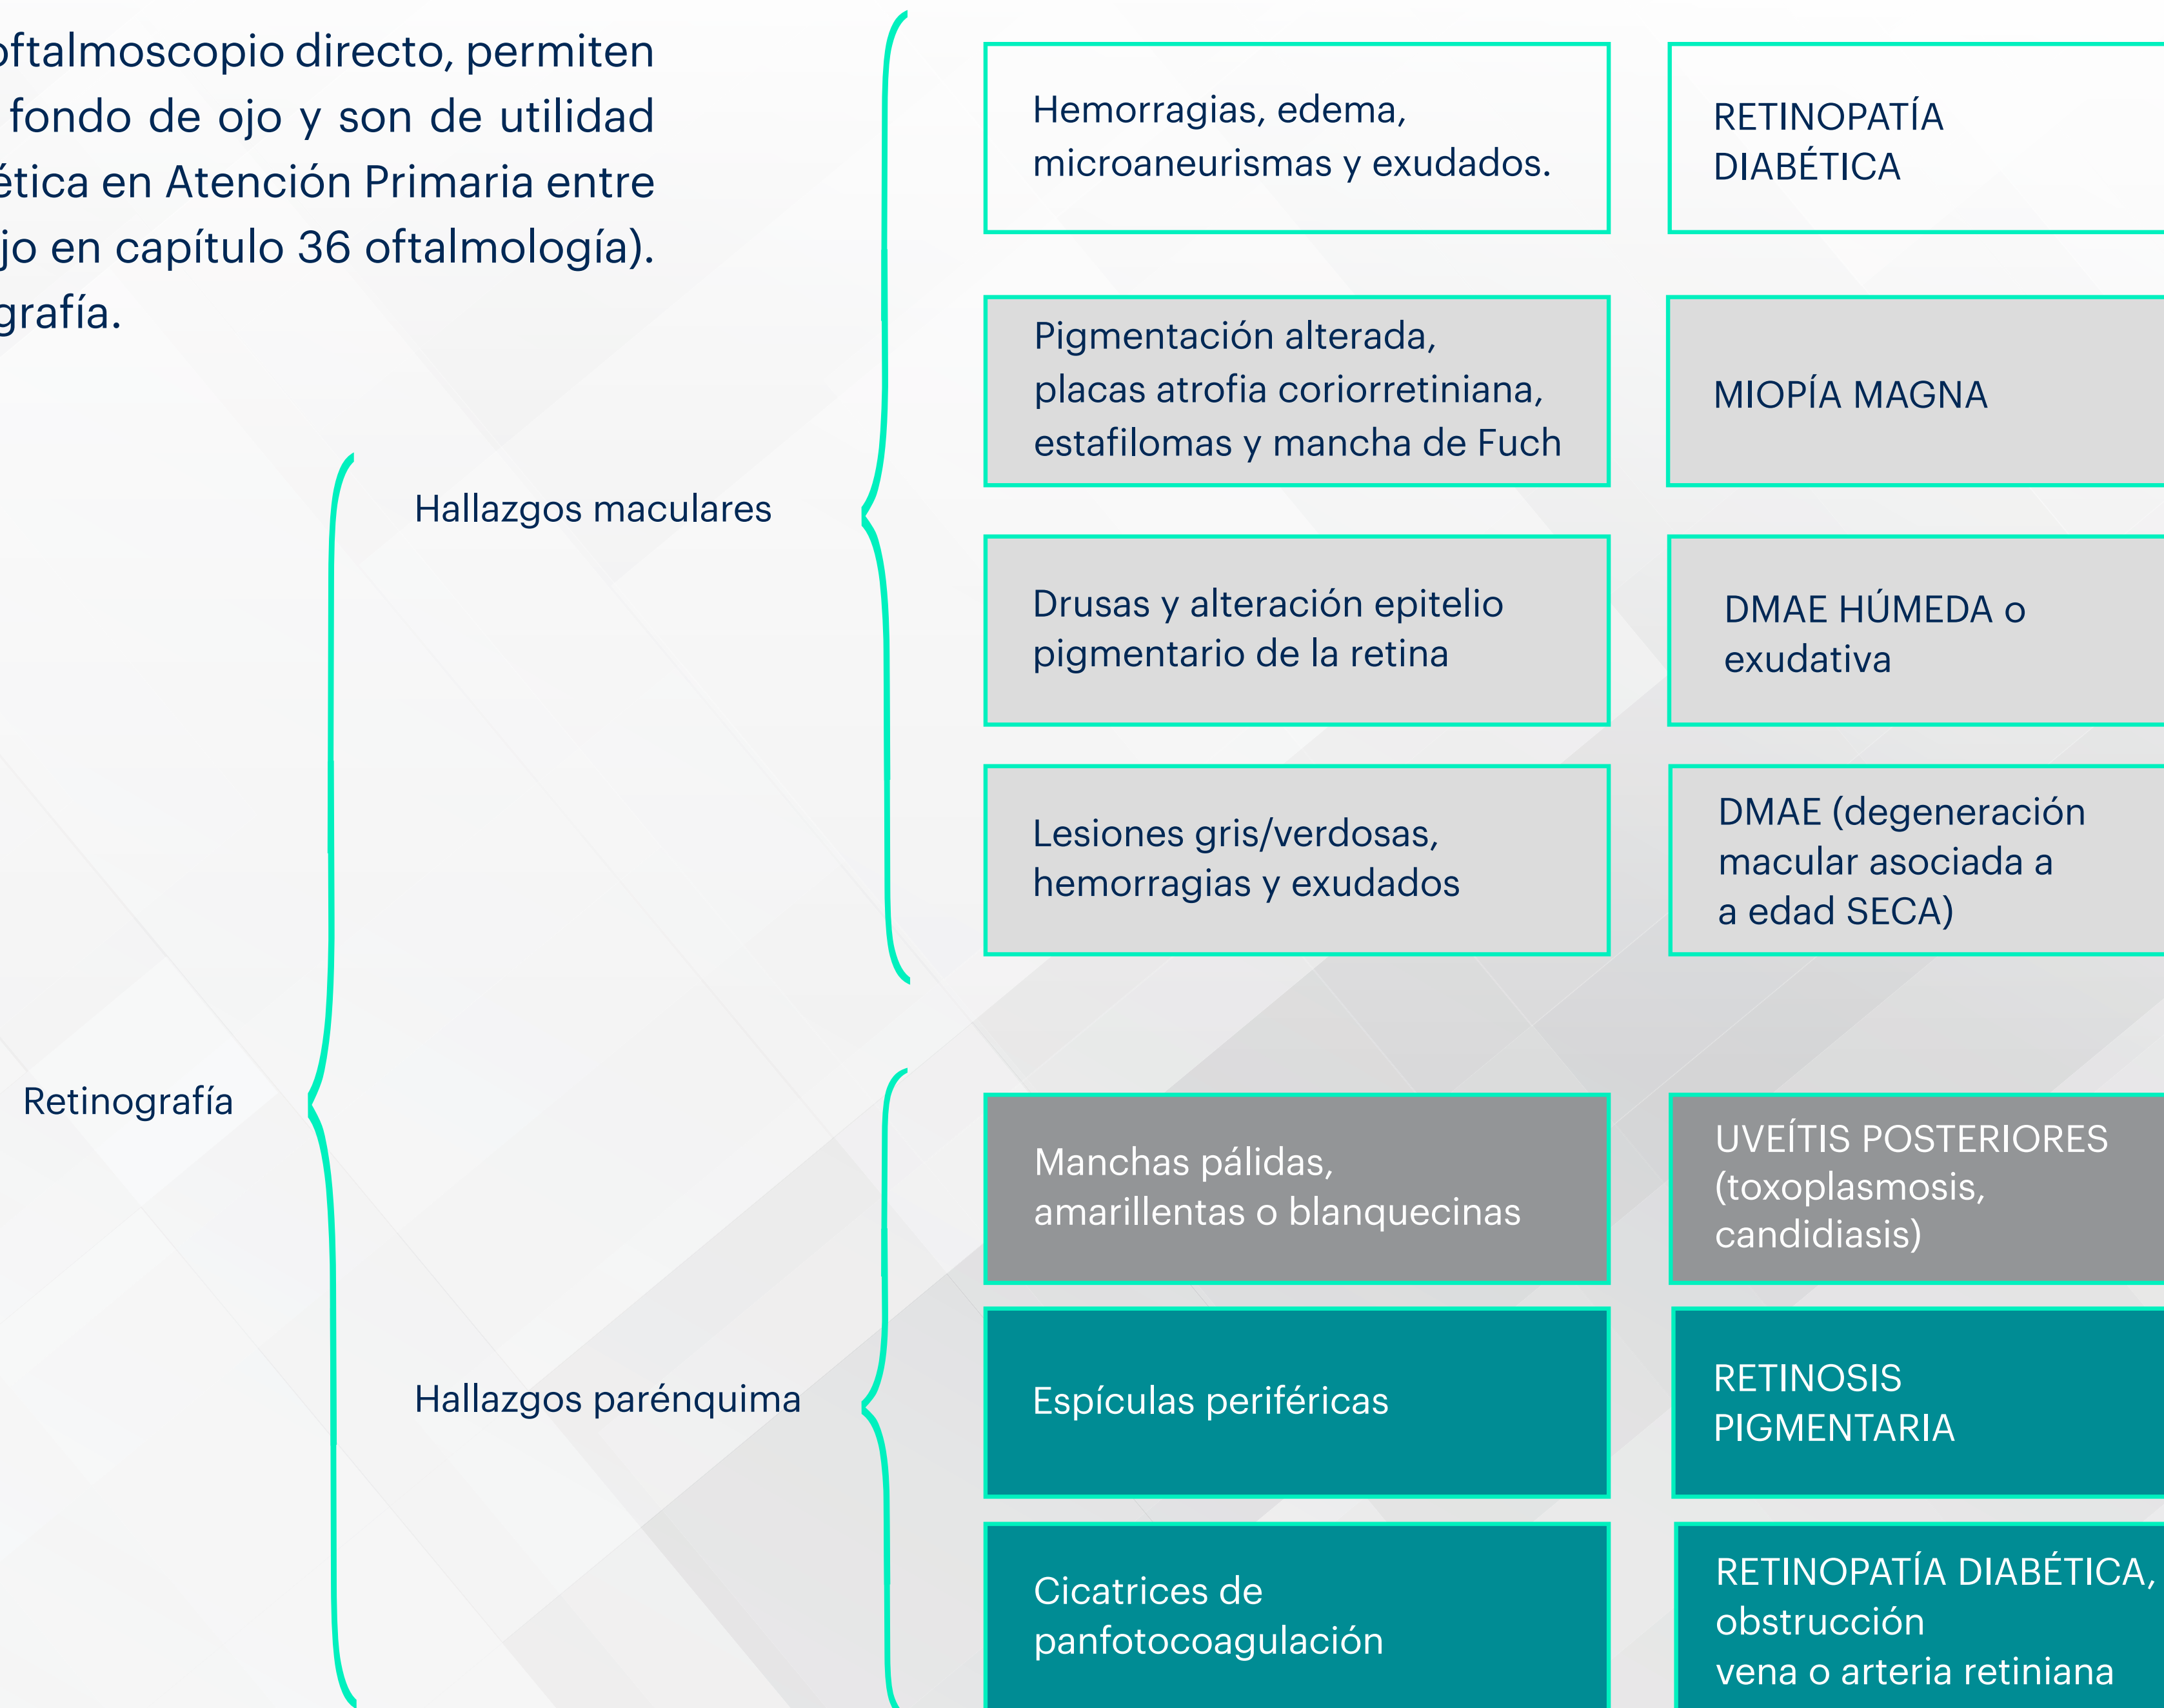 oftalmoscopio directo, permiten
fondo de ojo y son de utilidad
ética en Atención Primaria entre
jo en capítulo 36 oftalmología).
grafía.
Retinografía
Hallazgos maculares
Hemorragias, edema,
microaneurismas y exudados.
RETINOPATÍA
DIABÉTICA
Pigmentación alterada,
placas atrofia coriorretiniana,
estafilomas y mancha de Fuch
MIOPÍA MAGNA
Drusas y alteración epitelio
pigmentario de la retina
DMAE HÚMEDA o
exudativa
Lesiones gris/verdosas,
hemorragias y exudados
DMAE (degeneración
macular asociada a
a edad SECA)
Hallazgos parénquima
Manchas pálidas,
amarillentas o blanquecinas
UVEÍTIS POSTERIORES
(toxoplasmosis,
candidiasis)
Espículas periféricas
RETINOSIS
PIGMENTARIA
Cicatrices de
panfotocoagulación
RETINOPATÍA DIABÉTICA,
obstrucción
vena o arteria retiniana